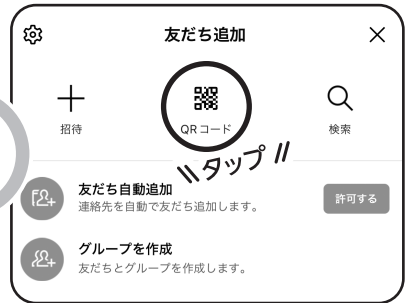 友だち追加
招待
QRコード
検索
タップ
友だち自動追加
連絡先を自動で友だち追加します。
許可する
グループを作成
友だちとグループを作成します。